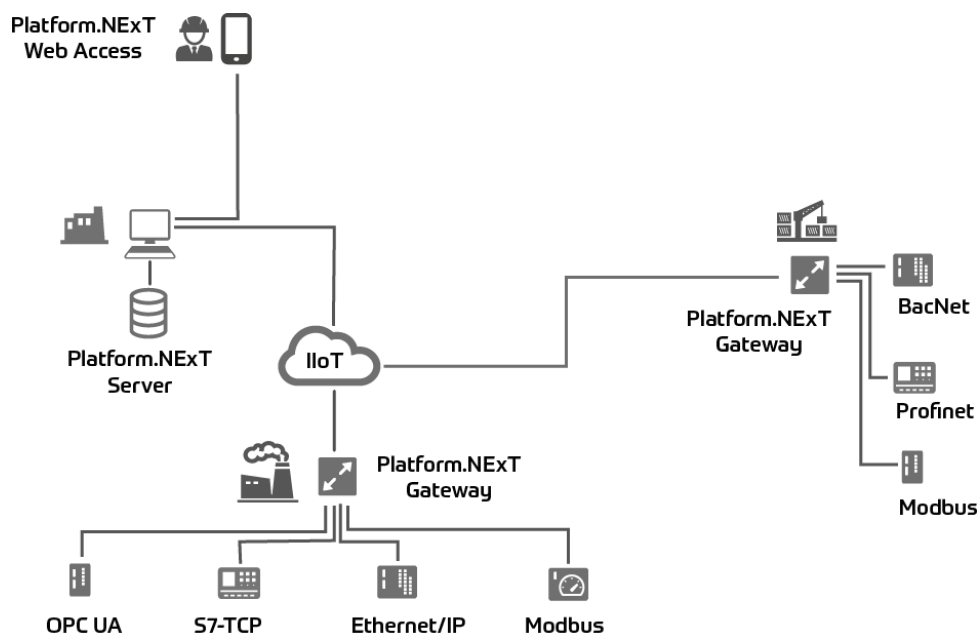 Platform.NExT
Web Access
Platform.NExT
Server
IIoT
Platform.NExT
Gateway
BacNet
Profinet
Modbus
Platform.NExT
Gateway
OPC UA
S7-TCP
Ethernet/IP
Modbus